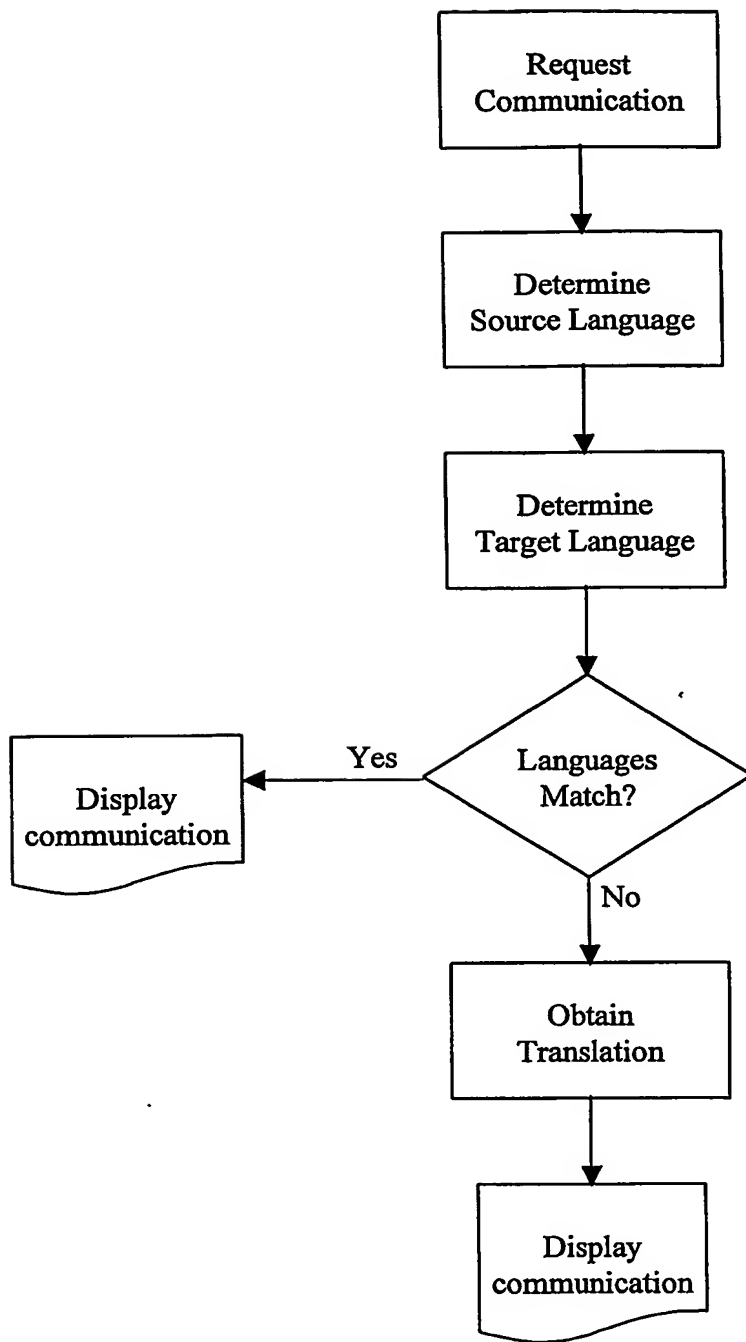 Request
Communication
Determine
Source Language
Determine
Target Language
Languages
Match?
Yes
Display
communication
No
Obtain
Translation
Display
communication